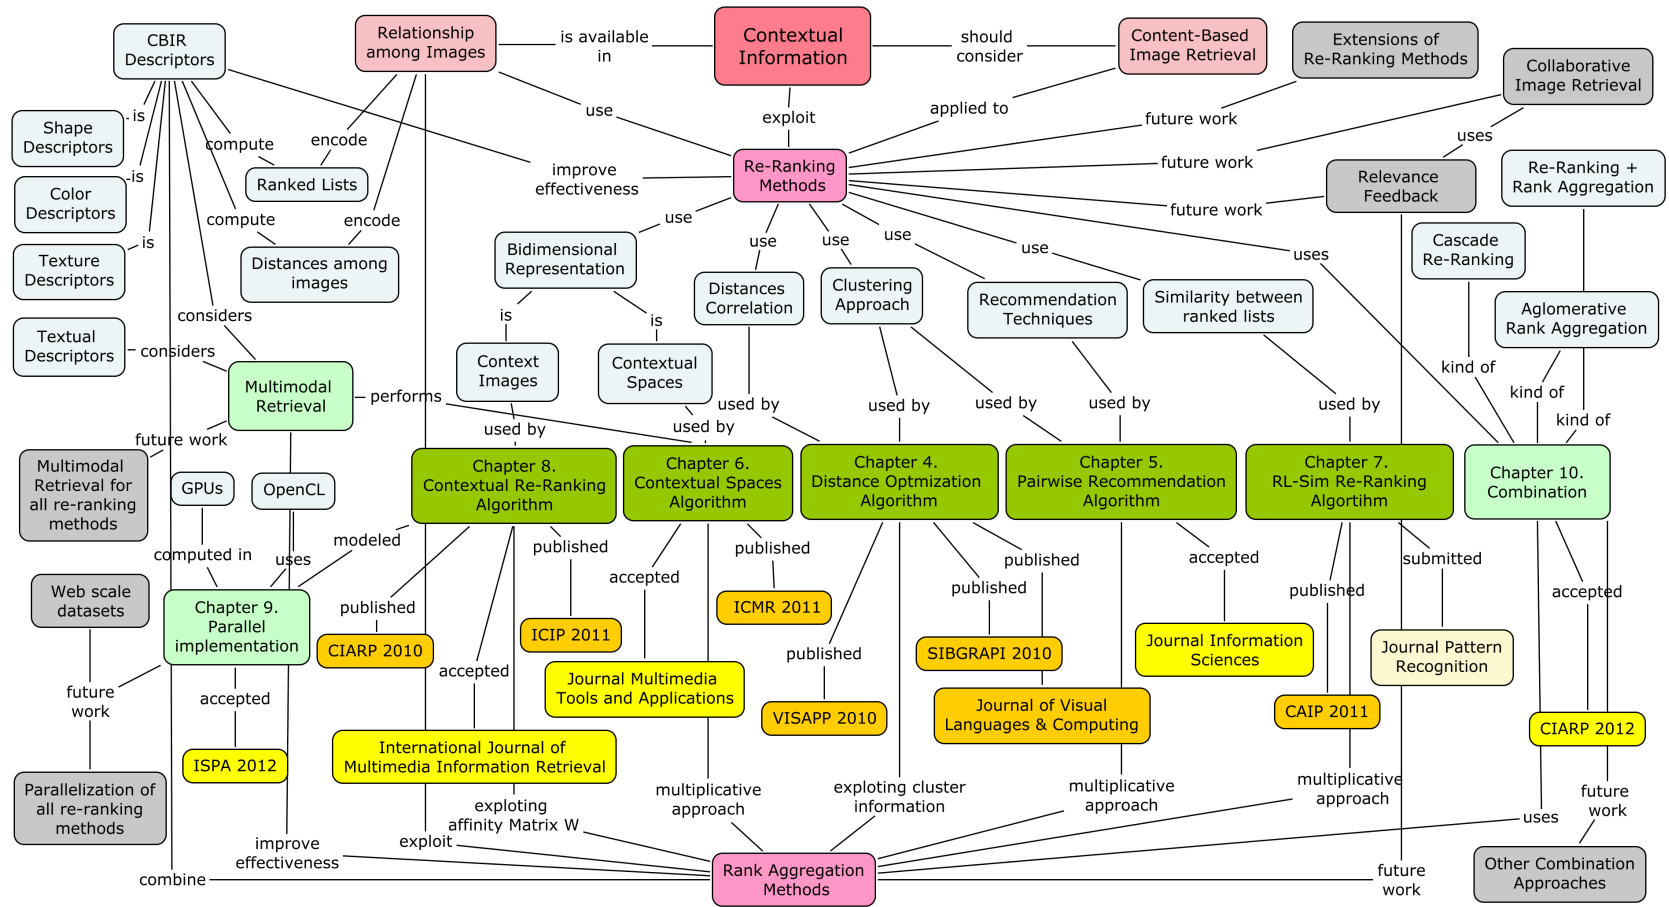 CBIR
Descriptors
Relationship
among Images
is available
in
Contextual
Information
should
consider
Content-Based
Image Retrieval
Extensions of
Re-Ranking Methods
Collaborative
Image Retrieval
is
Shape
Descriptors
compute
encode
use
exploit
applied to
future work
uses
is
Color
Descriptors
Ranked Lists
improve
effectiveness
Re-Ranking
Methods
future work
Relevance
Feedback
Re-Ranking +
Rank Aggregation
compute
encode
use
future work
is
Texture
Descriptors
Distances among
images
Bidimensional
Representation
use
use
use
use
uses
Cascade
Re-Ranking
Distances
Correlation
Clustering
Approach
Recommendation
Techniques
Similarity between
ranked lists
Aglomerative
Rank Aggregation
considers
is
is
Textual
Descriptors
considers
Context
Images
Contextual
Spaces
kind of
Multimodal
Retrieval
performs
used by
used by
used by
used by
used by
kind of
kind of
future work
used by
used by
Multimodal
Retrieval for
all re-ranking
methods
GPUs
OpenCL
Chapter 8.
Contextual Re-Ranking
Algorithm
Chapter 6.
Contextual Spaces
Algorithm
Chapter 4.
Distance Optmization
Algorithm
Chapter 5.
Pairwise Recommendation
Algorithm
Chapter 7.
RL-Sim Re-Ranking
Algortihm
Chapter 10.
Combination
computed in
uses
modeled
published
accepted
published
published
published
accepted
published
submitted
accepted
Web scale
datasets
Chapter 9.
Parallel
implementation
published
CIARP 2010
ICIP 2011
ICMR 2011
published
SIBGRAPI 2010
Journal Information
Sciences
Journal Pattern
Recognition
future
work
accepted
accepted
Journal Multimedia
Tools and Applications
VISAPP 2010
Journal of Visual
Languages & Computing
CAIP 2011
CIARP 2012
ISPA 2012
International Journal of
Multimedia Information Retrieval
Parallelization of
all re-ranking
methods
exploting
affinity Matrix W
multiplicative
approach
exploting cluster
information
multiplicative
approach
multiplicative
approach
future
work
uses
improve
effectiveness
exploit
combine
Rank Aggregation
Methods
future
work
Other Combination
Approaches